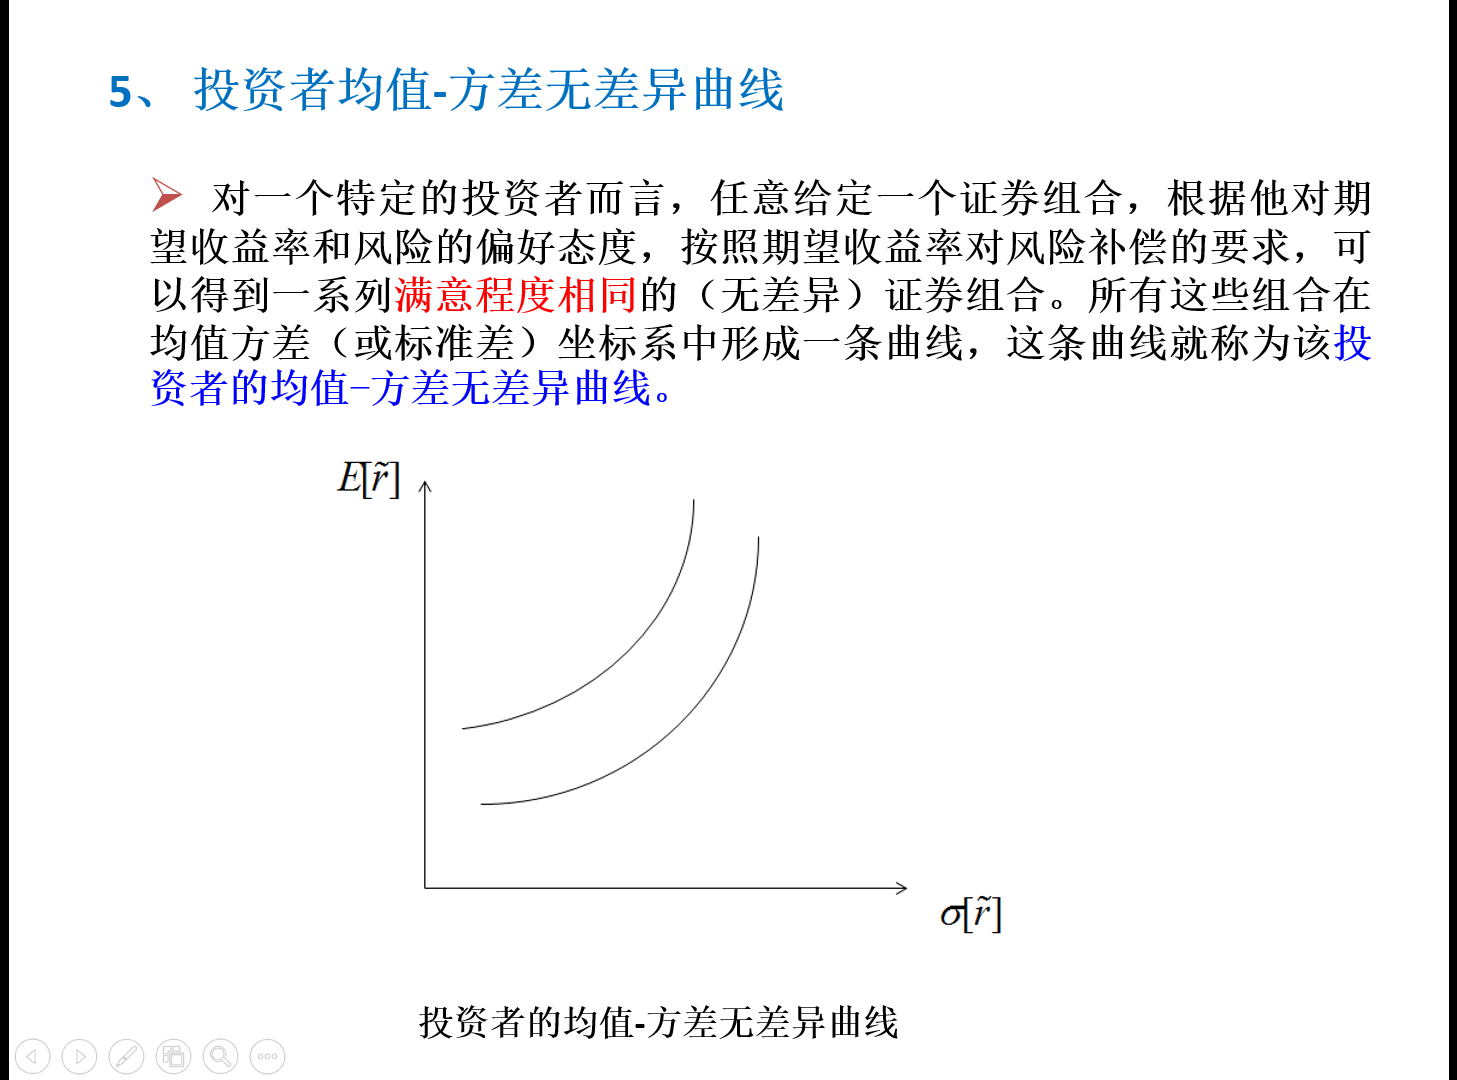 5、 投资者均值-方差无差异曲线
对一个特定的投资者而言，任意给定一个证券组合，根据他对期
望收益率和风险的偏好态度，按照期望收益率对风险补偿的要求，可
以得到一系列满意程度相同的（无差异）证券组合。所有这些组合在
均值方差（或标准差）坐标系中形成一条曲线，这条曲线就称为该投
资者的均值−方差无差异曲线。
E[r̃]
σ[r̃]
投资者的均值-方差无差异曲线